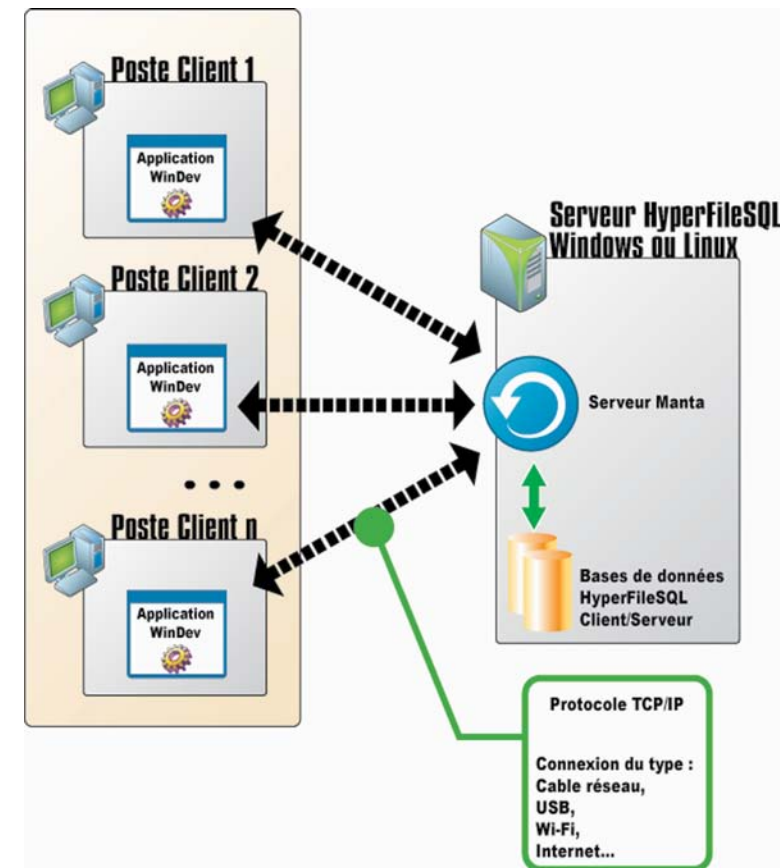 Poste Client 1
Application
WinDev
Poste Client 2
Application
WinDev
...
Poste Client n
Application
WinDev
Serveur HyperFileSQL
Windows ou Linux
Serveur Manta
Bases de données
HyperFileSQL
Client/Serveur
Protocole TCP/IP
Connexion du type :
Cable réseau,
USB,
Wi-Fi,
Internet...